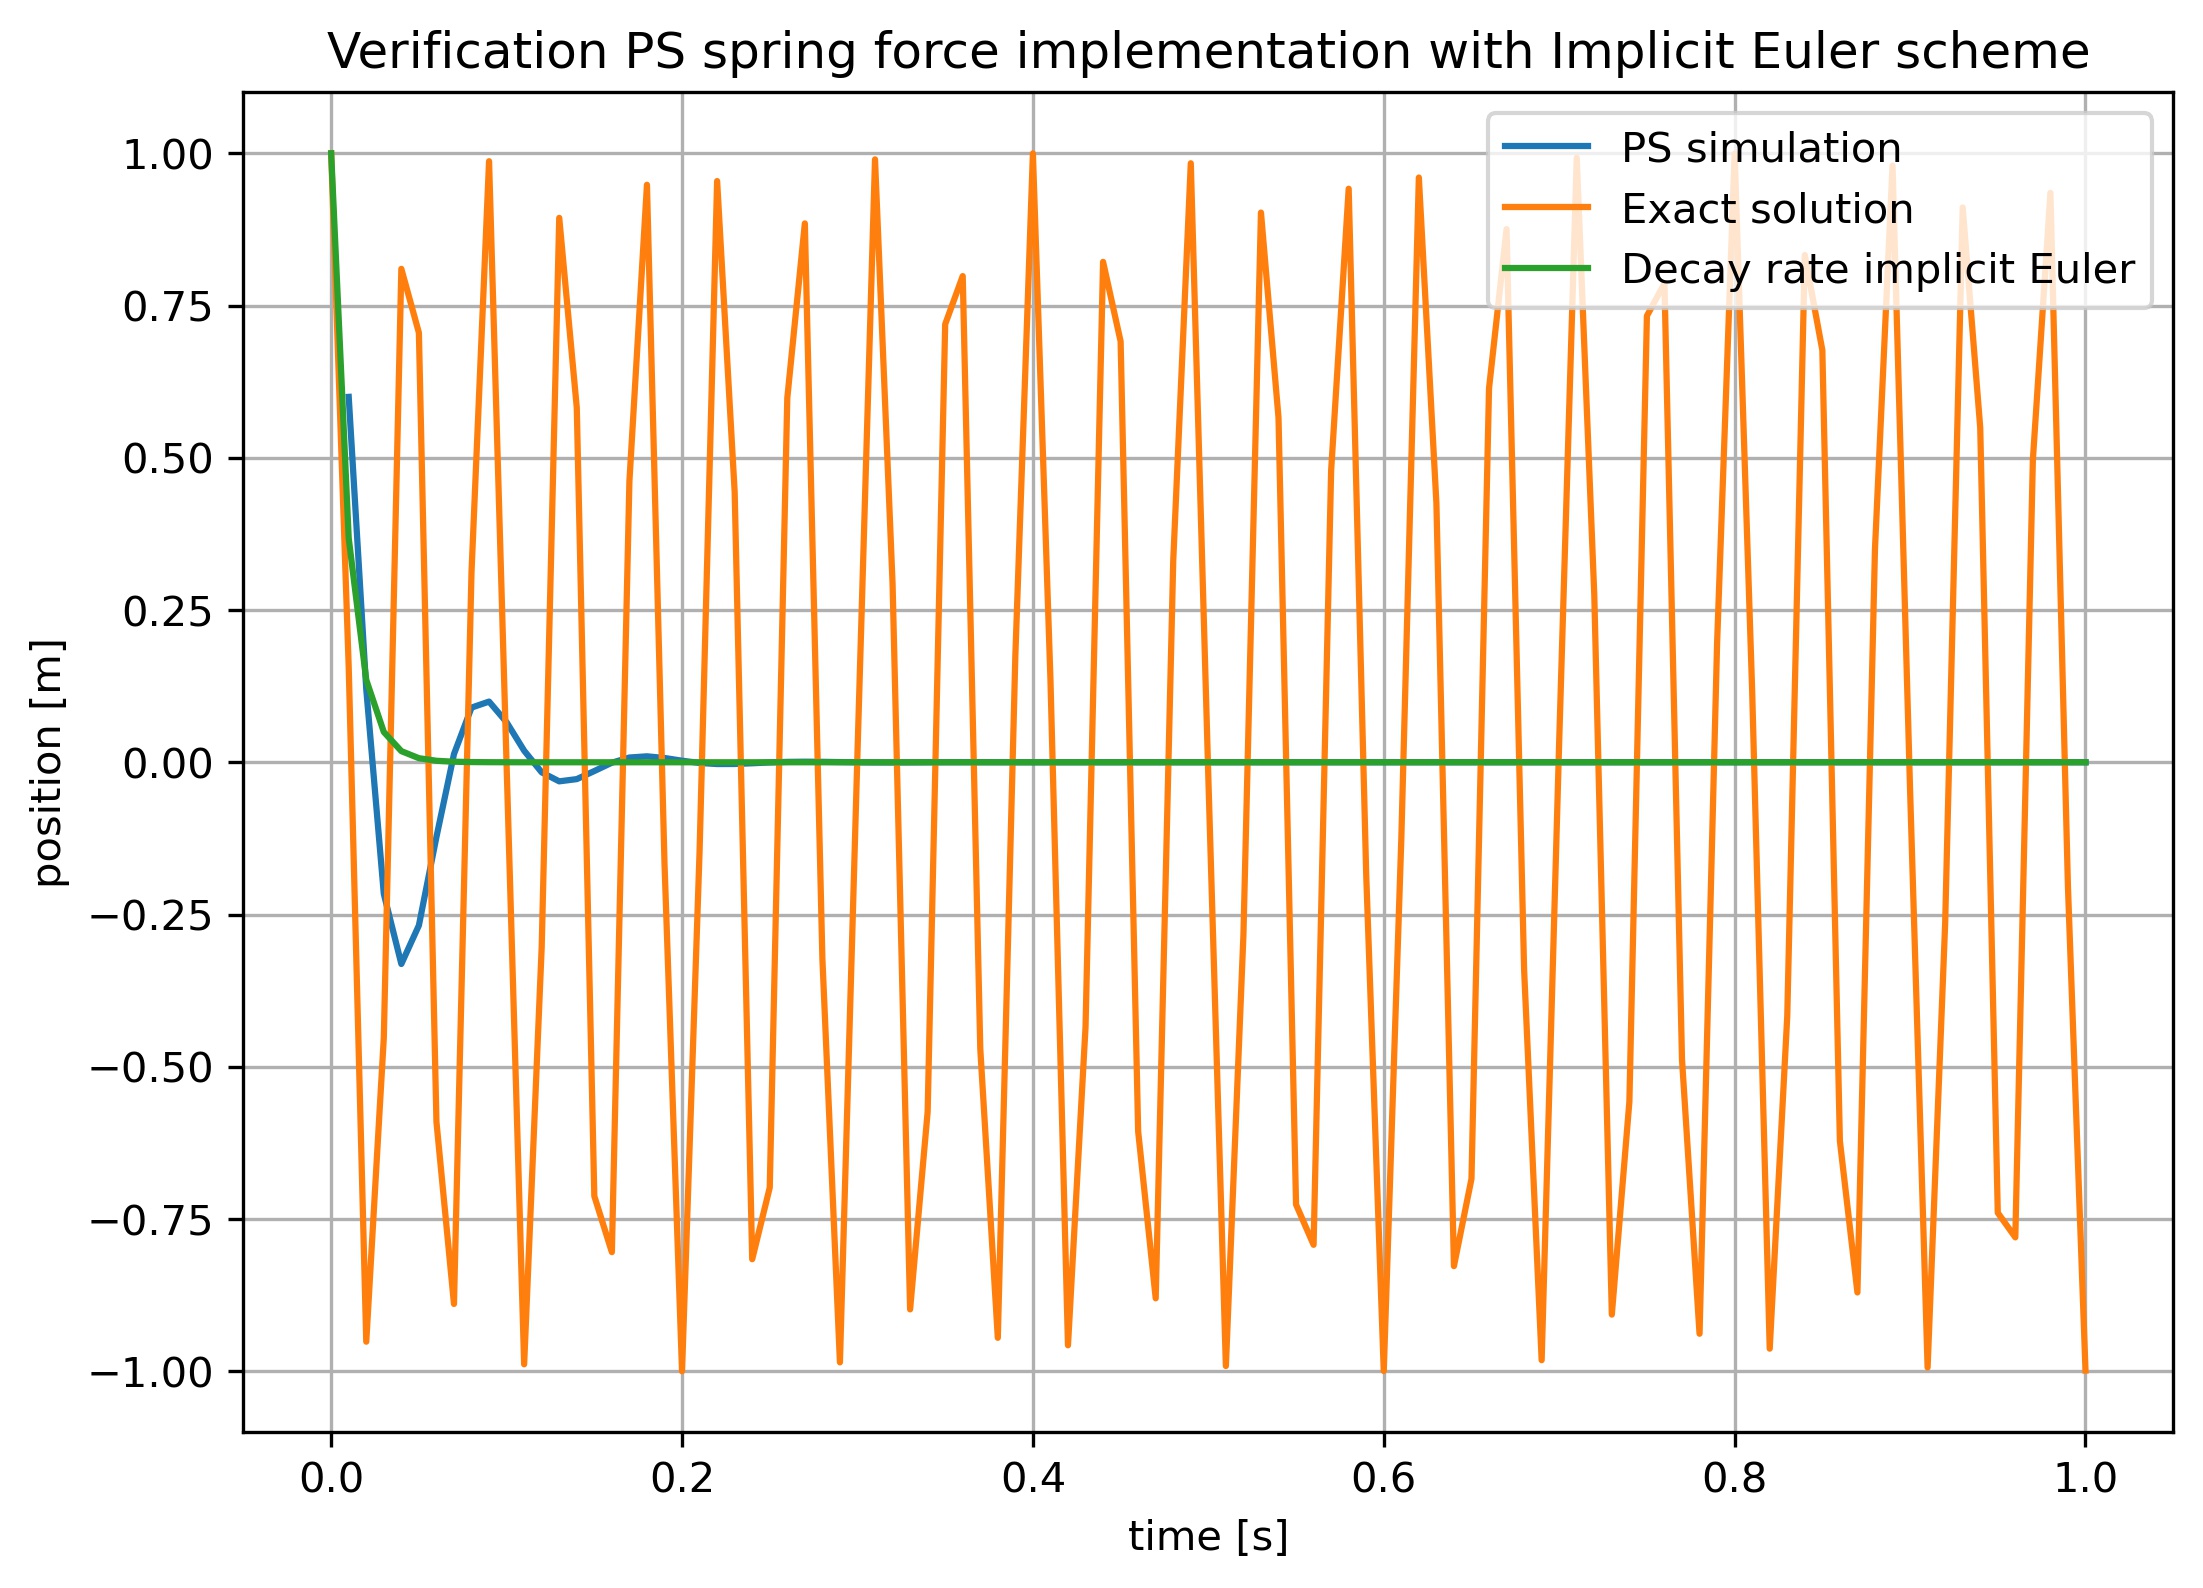 Verification PS spring force implementation with Implicit Euler scheme
PS simulation
Exact solution
Decay rate implicit Euler
position [m]
1.00
0.75
0.50
0.25
0.00
−0.25
−0.50
−0.75
−1.00
0.0 0.2 0.4 0.6 0.8 1.0
time [s]